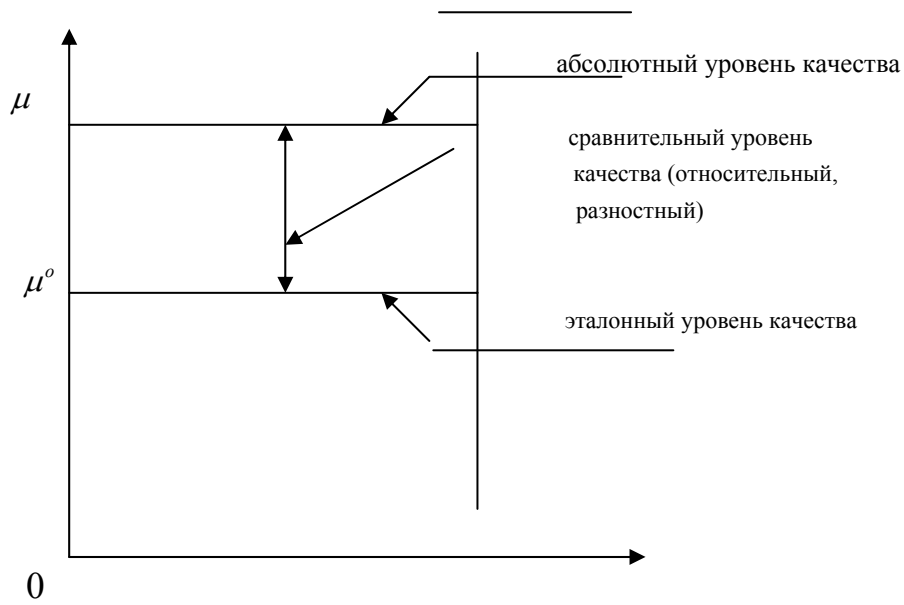 абсолютный уровень качества
μ
сравнительный уровень
качества (относительный,
разностный)
μ°
эталонный уровень качества
0